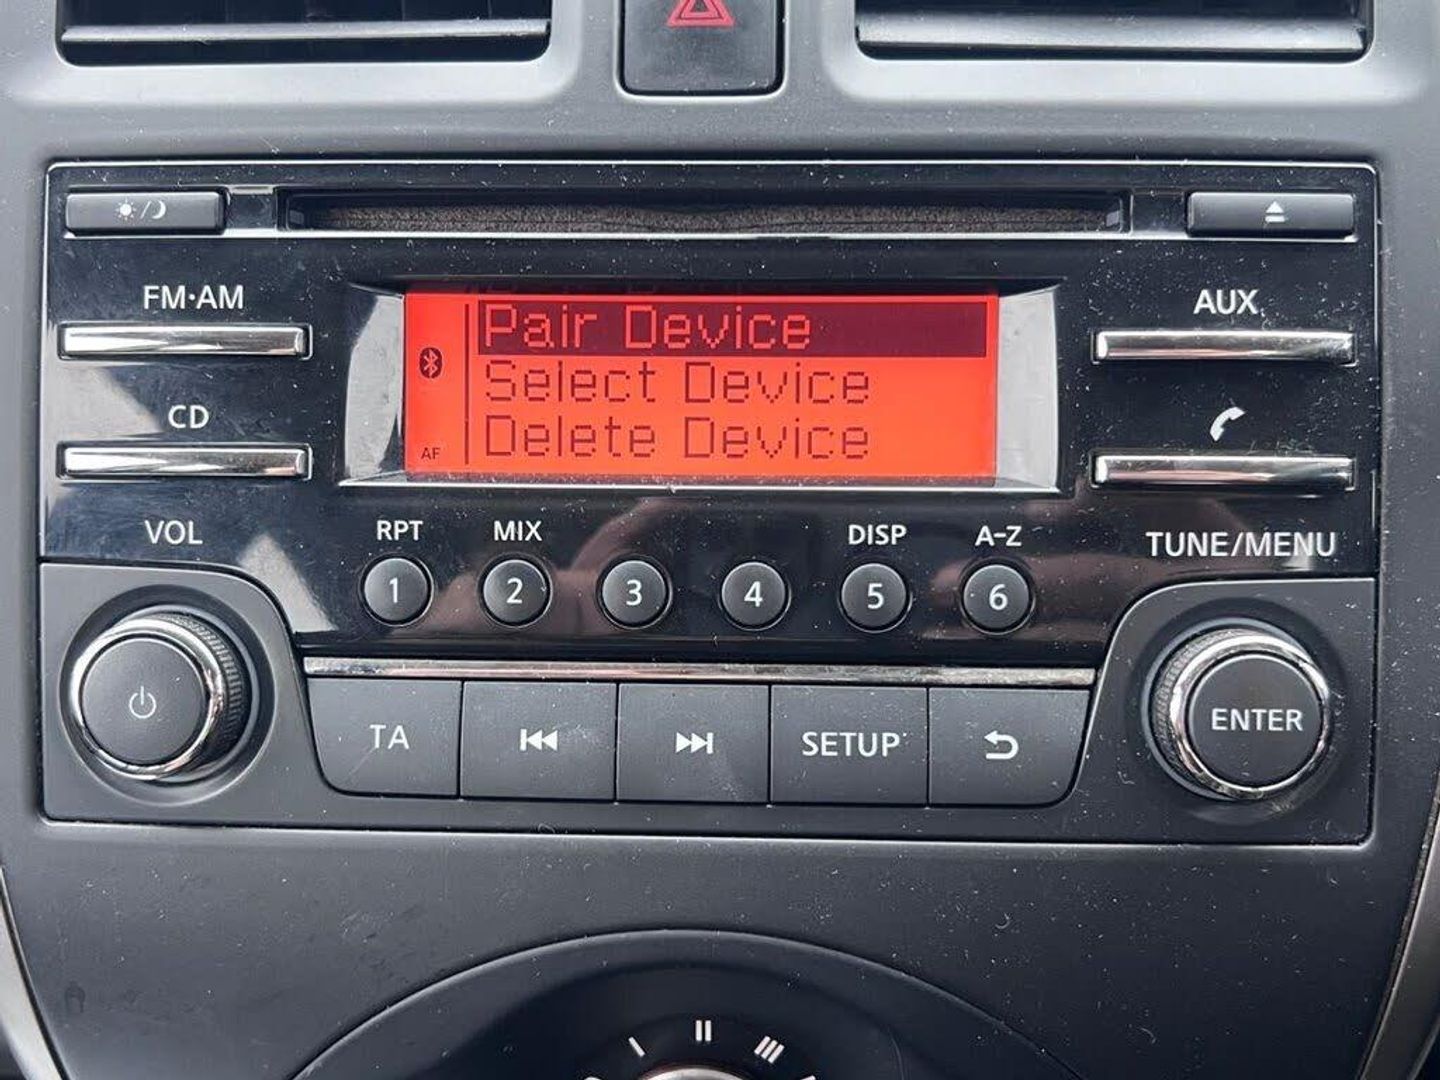 FM·AM
AUX
Pair Device
Select Device
Delete Device
AF
CD
VOL
RPT
MIX
DISP
A-Z
TUNE/MENU
1
2
3
4
5
6
TA
SETUP
ENTER